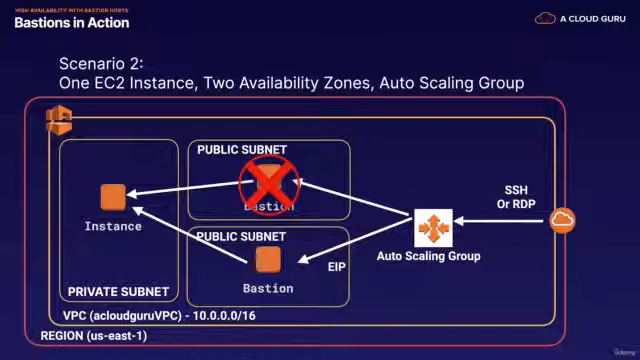 HIGH AVAILABILITY WITH BASTION HOSTS
Bastions in Action
A CLOUD GURU
Scenario 2:
One EC2 Instance, Two Availability Zones, Auto Scaling Group
PUBLIC SUBNET
Bastion
Instance
PUBLIC SUBNET
Bastion
EIP
SSH
Or RDP
Auto Scaling Group
PRIVATE SUBNET
VPC (acloudguruVPC) - 10.0.0.0/16
REGION (us-east-1)
Udemy